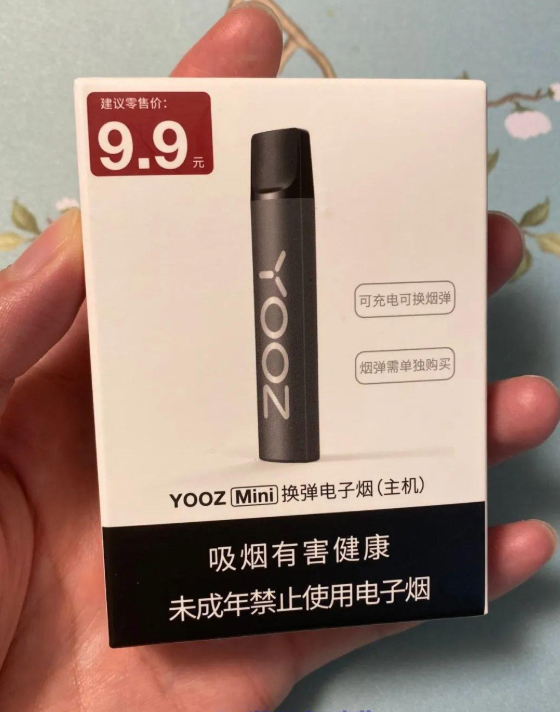 建议零售价：
9.9元
YOOZ
可充电可换烟弹
烟弹需单独购买
YOOZ Mini 换弹电子烟（主机）
吸烟有害健康
未成年禁止使用电子烟